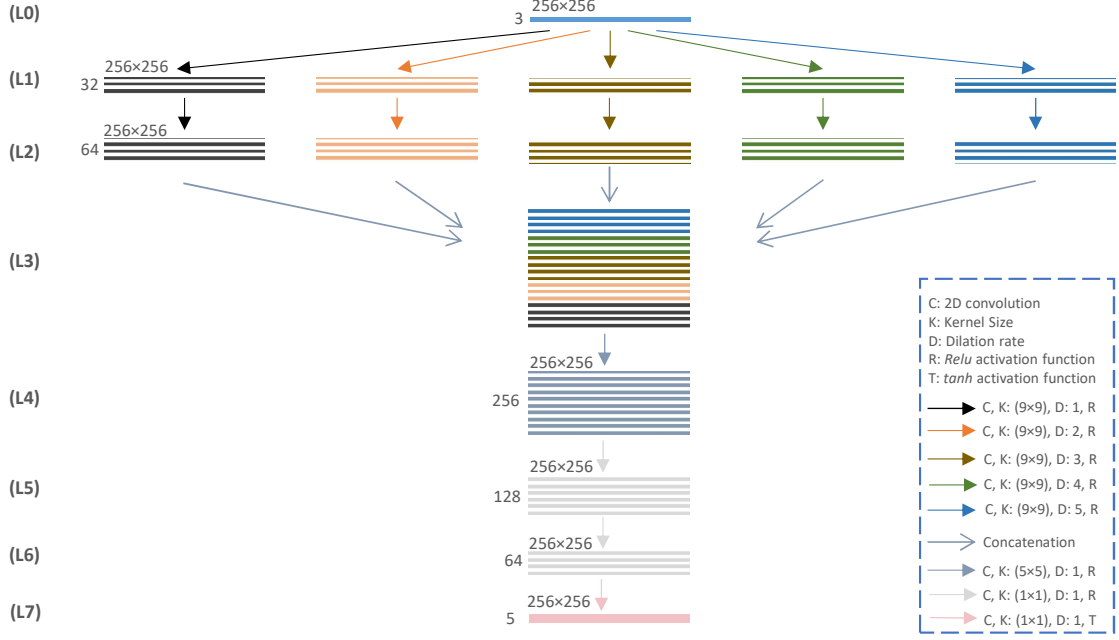 (L0)
256×256
3
(L1)
256×256
32
(L2)
256×256
64
(L3)
(L4)
256×256
256
(L5)
256×256
128
(L6)
256×256
64
(L7)
256×256
5
C: 2D convolution
K: Kernel Size
D: Dilation rate
R: Relu activation function
T: tanh activation function
C, K: (9×9), D: 1, R
C, K: (9×9), D: 2, R
C, K: (9×9), D: 3, R
C, K: (9×9), D: 4, R
C, K: (9×9), D: 5, R
Concatenation
C, K: (5×5), D: 1, R
C, K: (1×1), D: 1, R
C, K: (1×1), D: 1, T